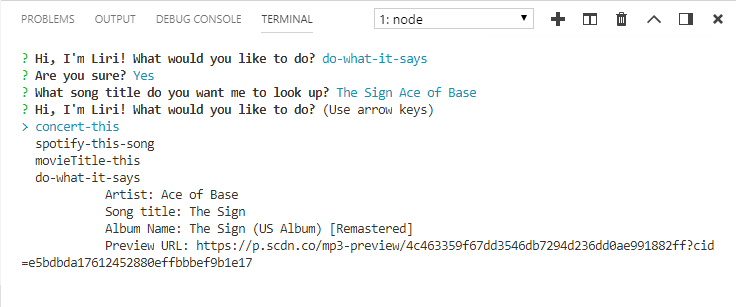 PROBLEMS OUTPUT DEBUG CONSOLE TERMINAL 1: node
? Hi, I'm Liri! What would you like to do? do-what-it-says
? Are you sure? Yes
? What song title do you want me to look up? The Sign Ace of Base
? Hi, I'm Liri! What would you like to do? (Use arrow keys)
> concert-this
spotify-this-song
movieTitle-this
do-what-it-says
Artist: Ace of Base
Song title: The Sign
Album Name: The Sign (US Album) [Remastered]
Preview URL: https://p.scdn.co/mp3-preview/4c463359f67dd3546db7294d236dd0ae991882ff?cid
=e5bdbda17612452880effbbbef9b1e17